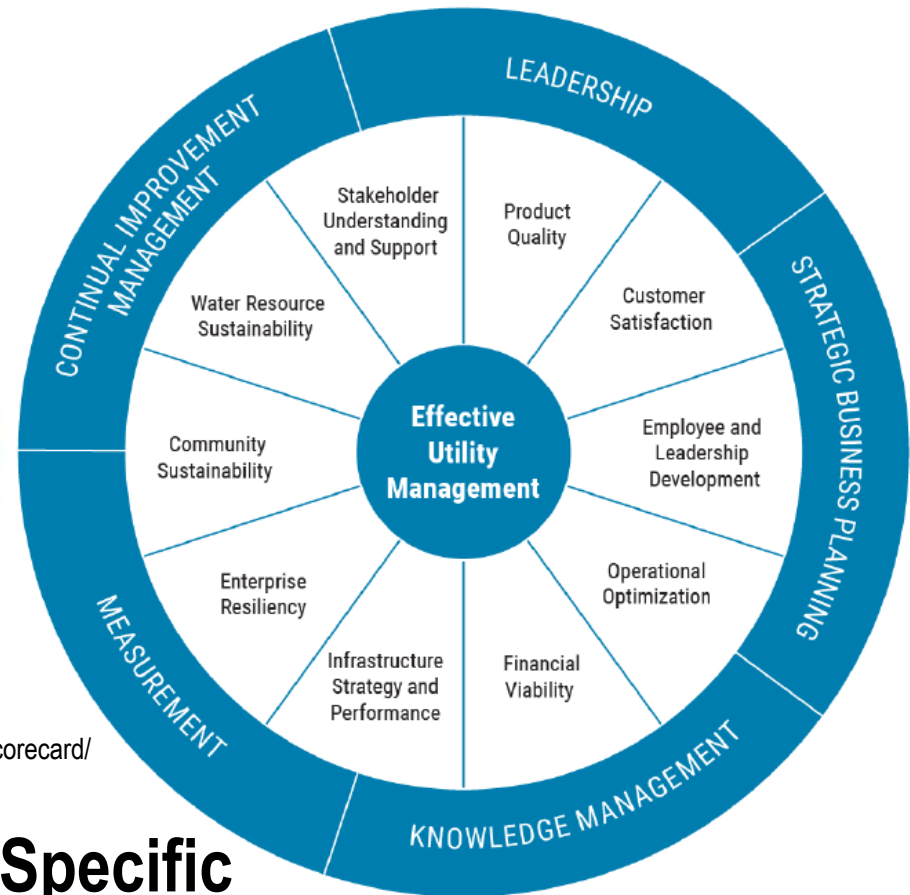 LEADERSHIP
STRATEGIC BUSINESS PLANNING
KNOWLEDGE MANAGEMENT
MEASUREMENT
CONTINUAL IMPROVEMENT
MANAGEMENT
Product
Quality
Customer
Satisfaction
Employee and
Leadership
Development
Operational
Optimization
Financial
Viability
Infrastructure
Strategy and
Performance
Enterprise
Resiliency
Community
Sustainability
Water Resource
Sustainability
Stakeholder
Understanding
and Support
Effective
Utility
Management
corecard/
Specific